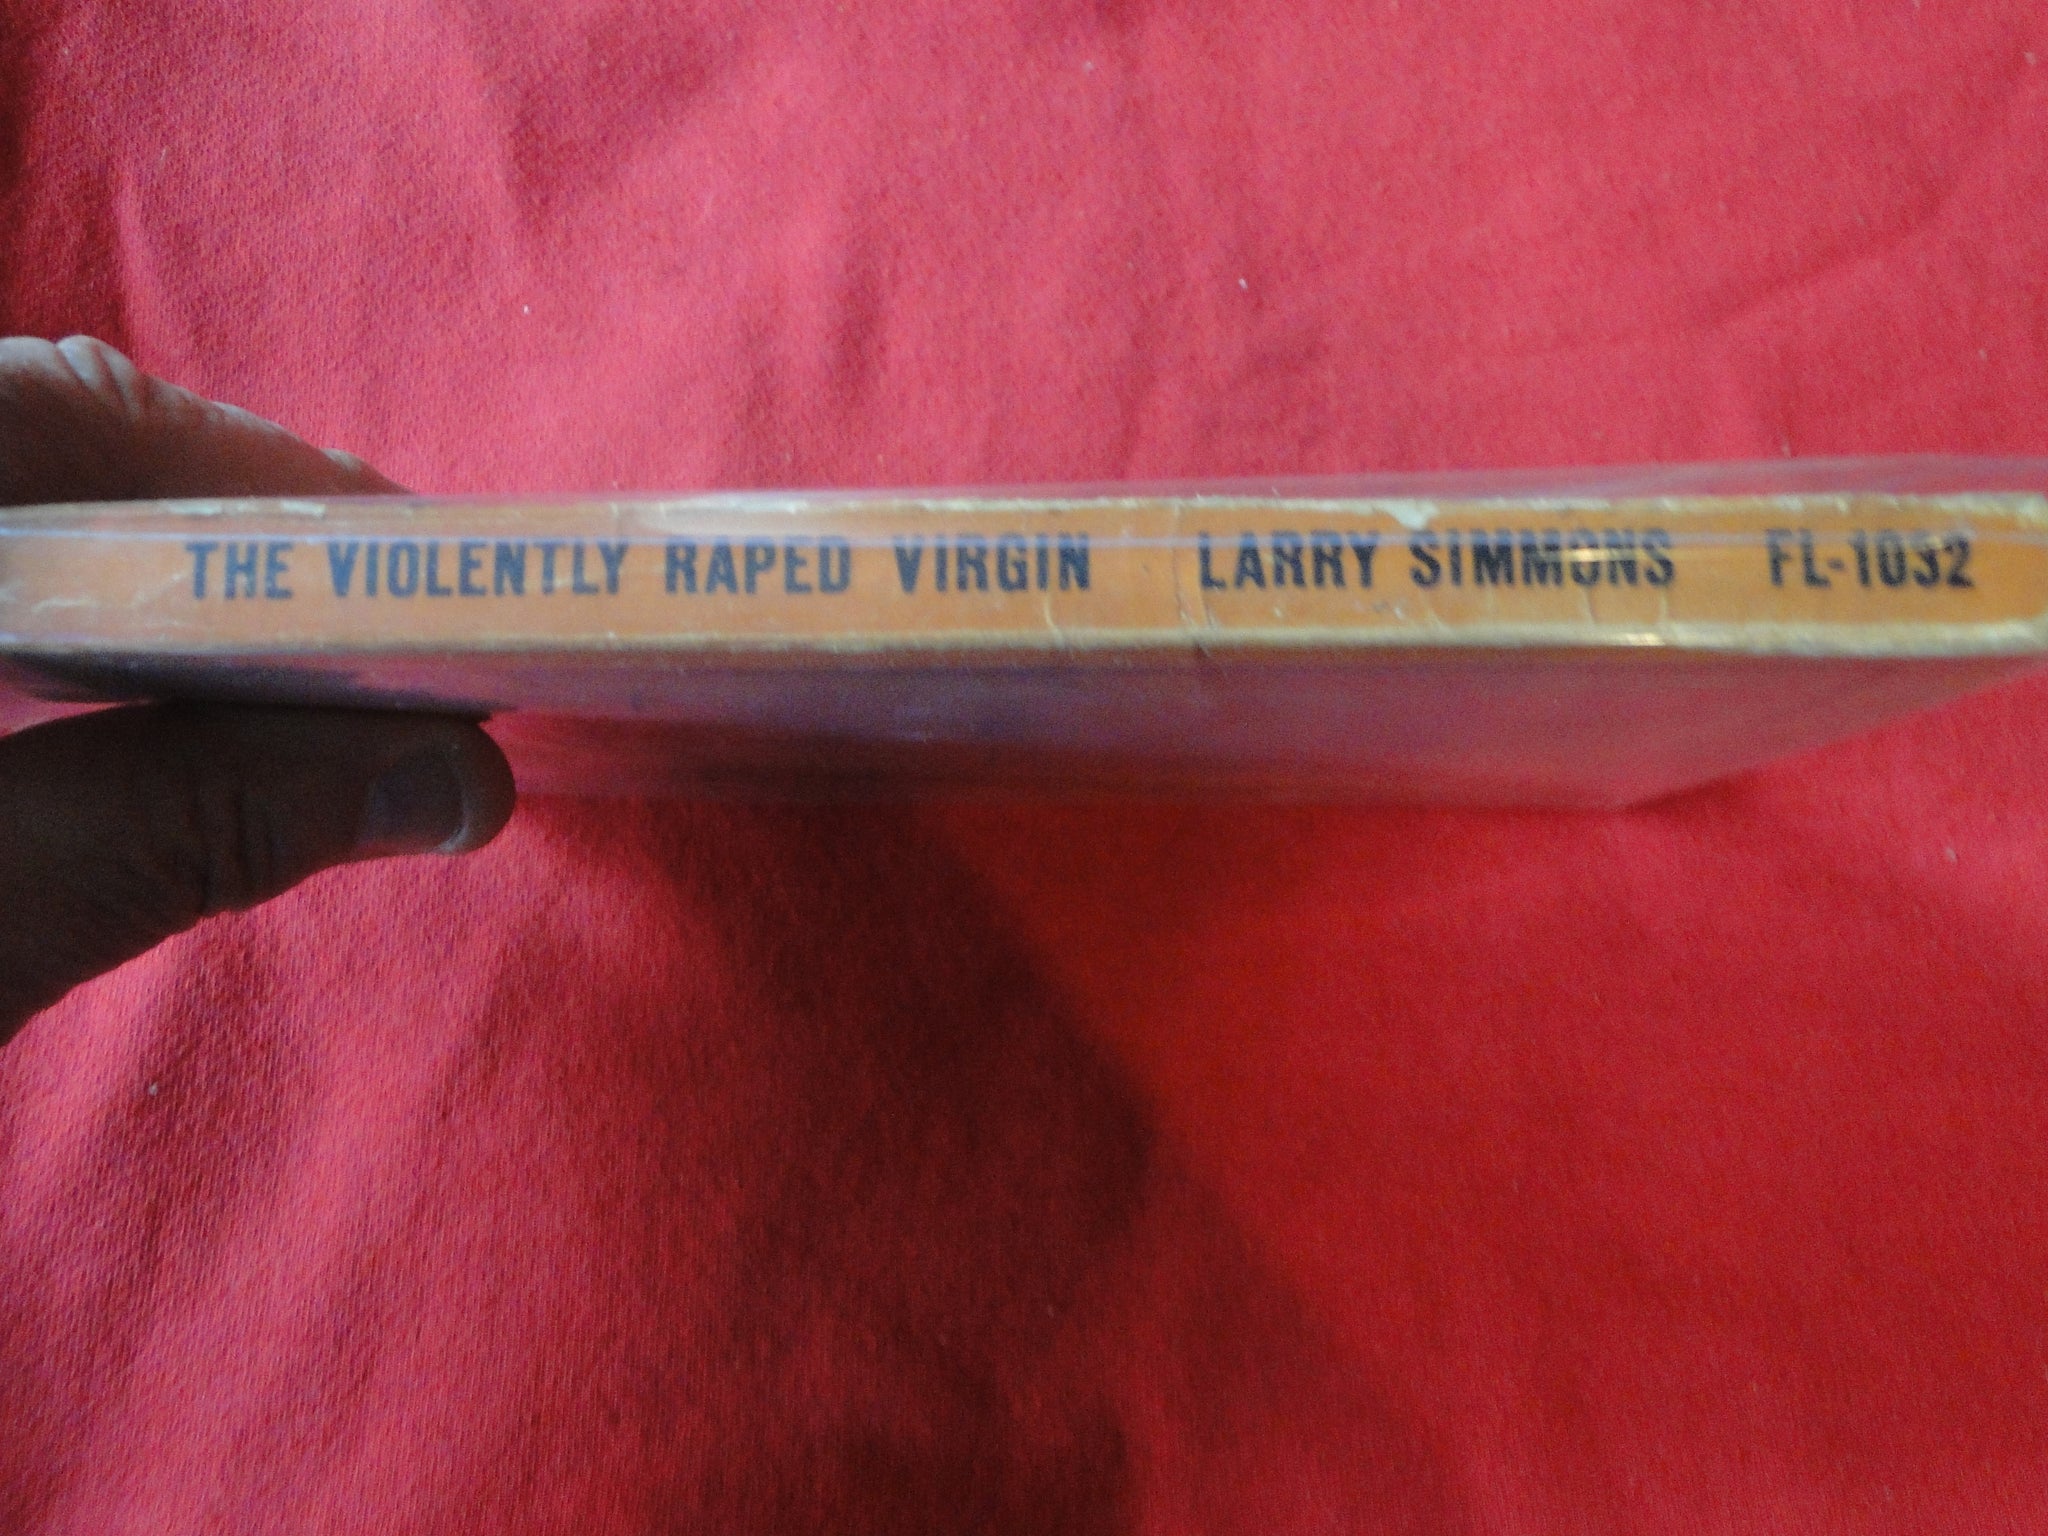 THE VIOLENTLY RAPED VIRGIN LARRY SIMMONS FL-1032